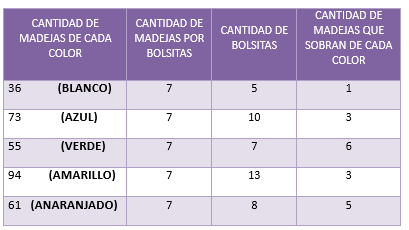 CANTIDAD DE MADEJAS DE CADA COLOR
CANTIDAD DE MADEJAS POR BOLSITAS
CANTIDAD DE BOLSITAS
CANTIDAD DE MADEJAS QUE SOBRAN DE CADA COLOR
36 (BLANCO) 7 5 1
73 (AZUL) 7 10 3
55 (VERDE) 7 7 6
94 (AMARILLO) 7 13 3
61 (ANARANJADO) 7 8 5